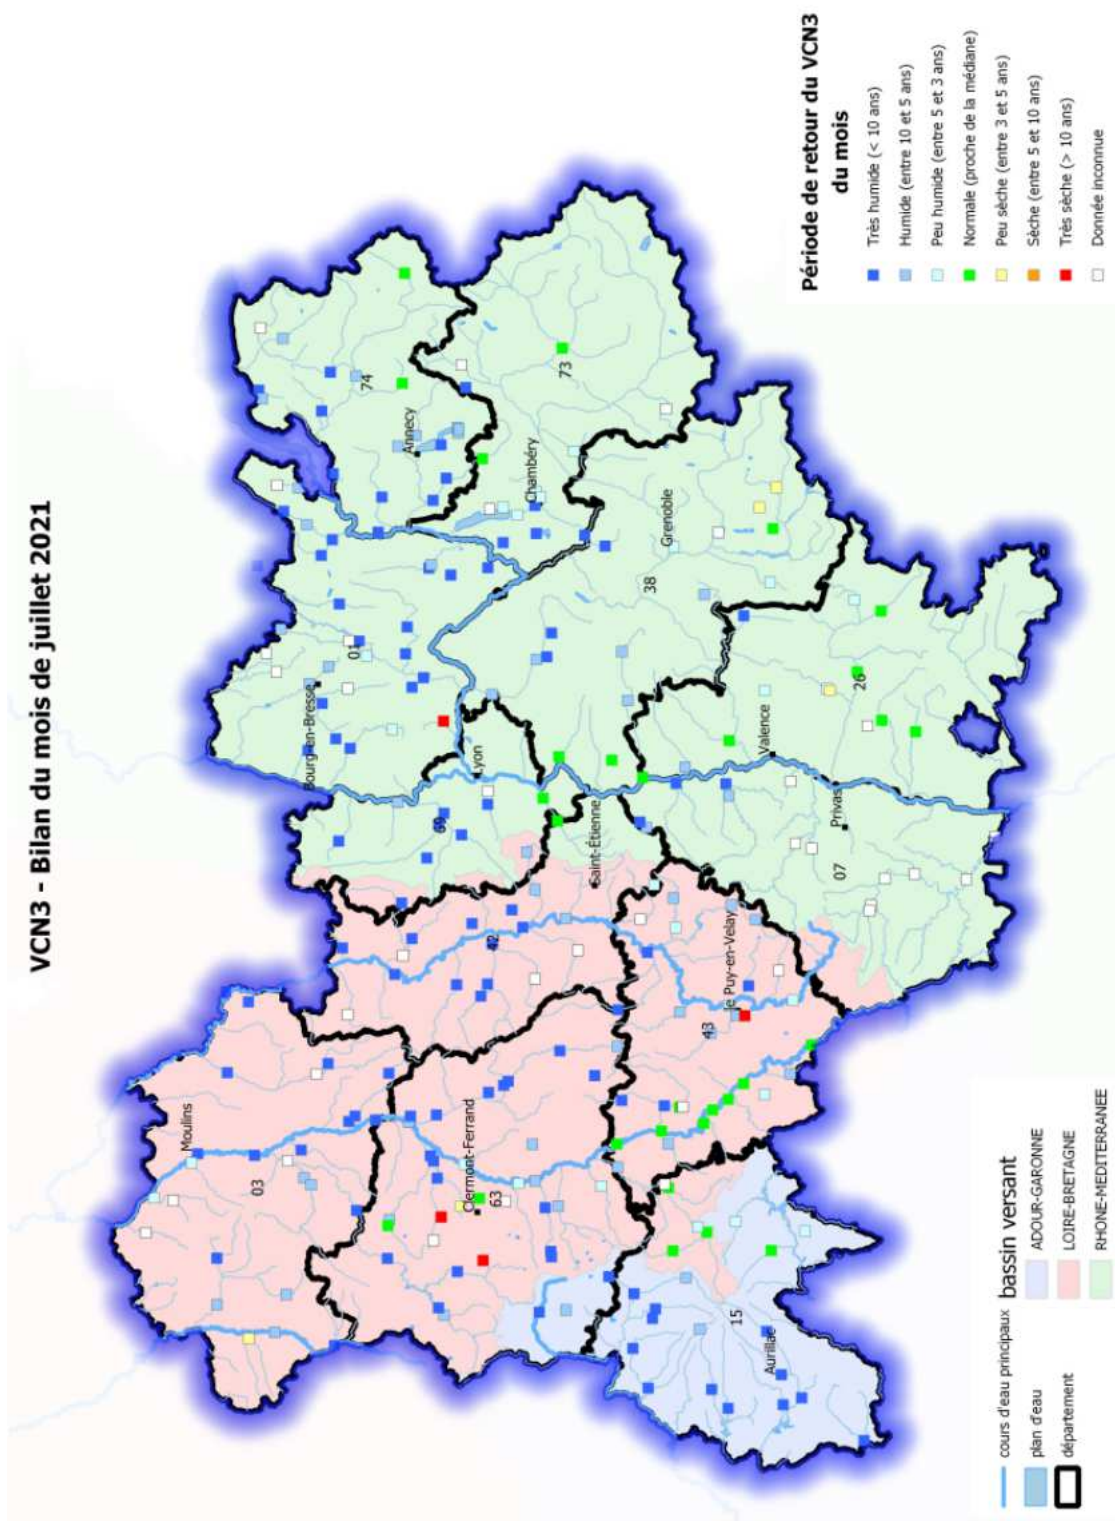 VCN3 - Bilan du mois de juillet 2021
Moulins
03
Clermont-Ferrand
63
15
Aurillac
42
43
le Puy-en-Velay
Saint-Étienne
69
Lyon
Bourg-en-Bresse
01
74
Annecy
73
Chambéry
38
Grenoble
Valence
26
Privas
07
Période de retour du VCN3
du mois
Très humide (< 10 ans)
Humide (entre 10 et 5 ans)
Peu humide (entre 5 et 3 ans)
Normale (proche de la médiane)
Peu sèche (entre 3 et 5 ans)
Sèche (entre 5 et 10 ans)
Très sèche (> 10 ans)
Donnée inconnue
cours d'eau principaux
plan d'eau
département
bassin versant
ADOUR-GARONNE
LOIRE-BRETAGNE
RHONE-MEDITERRANEE